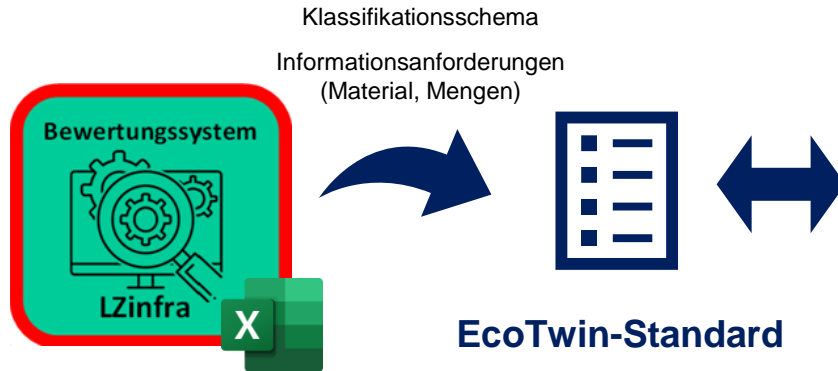 Klassifikationsschema
Informationsanforderungen
(Material, Mengen)
Bewertungssystem
LZinfra
X
EcoTwin-Standard